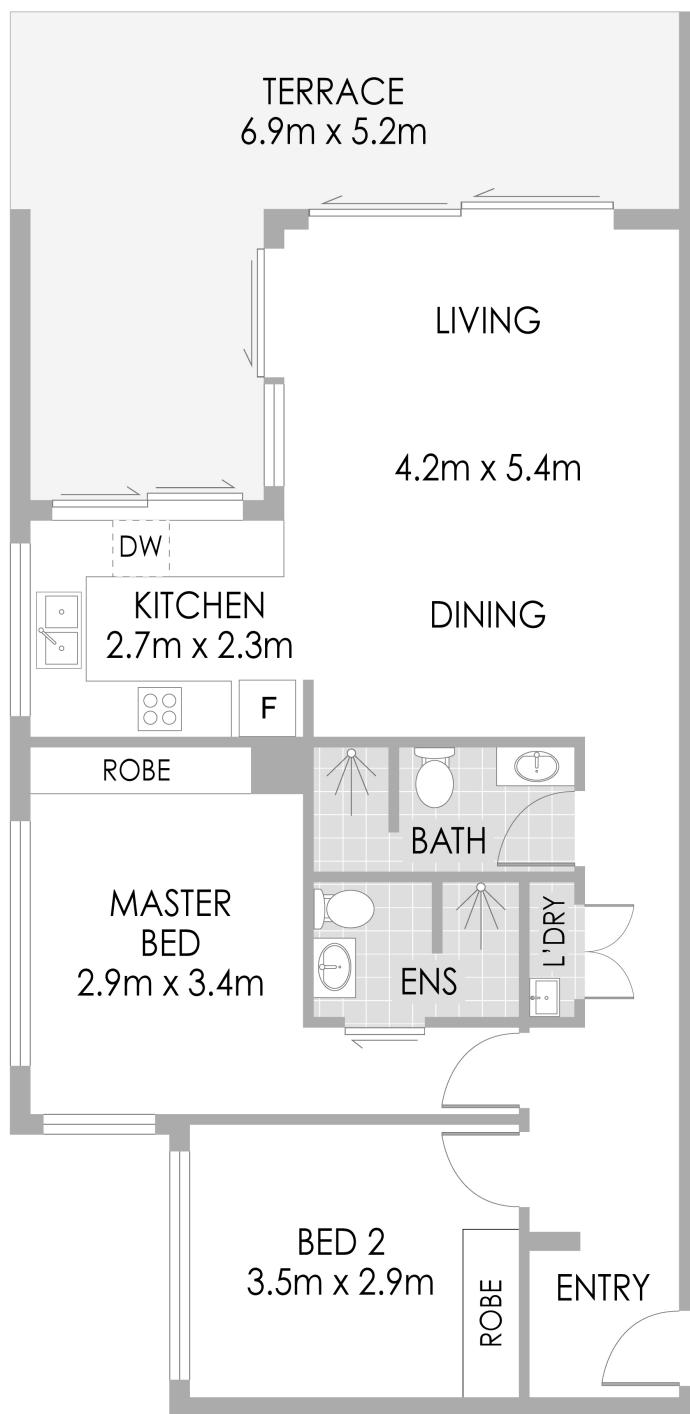 TERRACE
6.9m x 5.2m
LIVING
4.2m x 5.4m
DINING
DW
KITCHEN
2.7m x 2.3m
F
ROBE
BATH
MASTER
BED
2.9m x 3.4m
ENS
L'DRY
BED 2
3.5m x 2.9m
ROBE
ENTRY